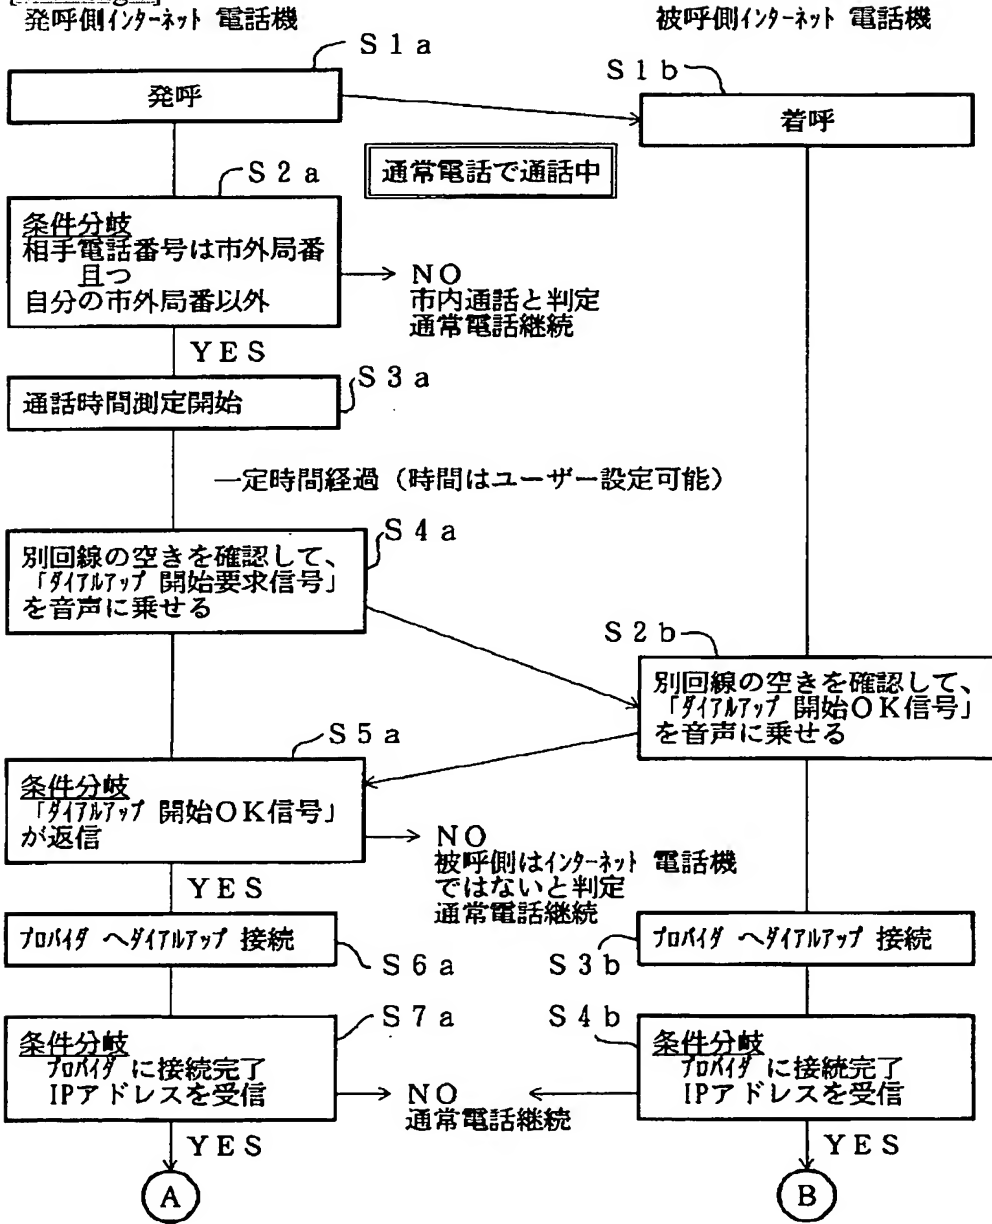 発呼側インターネット 電話機
被呼側インターネット 電話機
S1a
発呼
S1b
着呼
通常電話で通話中
S2a
条件分岐
相手電話番号は市外局番
且つ
自分の市外局番以外
NO
市内通話と判定
通常電話継続
YES
S3a
通話時間測定開始
一定時間経過(時間はユーザー設定可能)
S4a
別回線の空きを確認して、
「ダイアルアップ 開始要求信号」
を音声に乗せる
S2b
別回線の空きを確認して、
「ダイアルアップ 開始OK信号」
を音声に乗せる
S5a
条件分岐
「ダイアルアップ 開始OK信号」
が返信
NO
被呼側はインターネット 電話機
ではないと判定
通常電話継続
YES
プロバイダ へダイアルアップ 接続
S6a
S3b
プロバイダ へダイアルアップ 接続
S7a
条件分岐
プロバイダ に接続完了
IPアドレスを受信
S4b
条件分岐
プロバイダ に接続完了
IPアドレスを受信
NO
通常電話継続
YES
YES
A
B